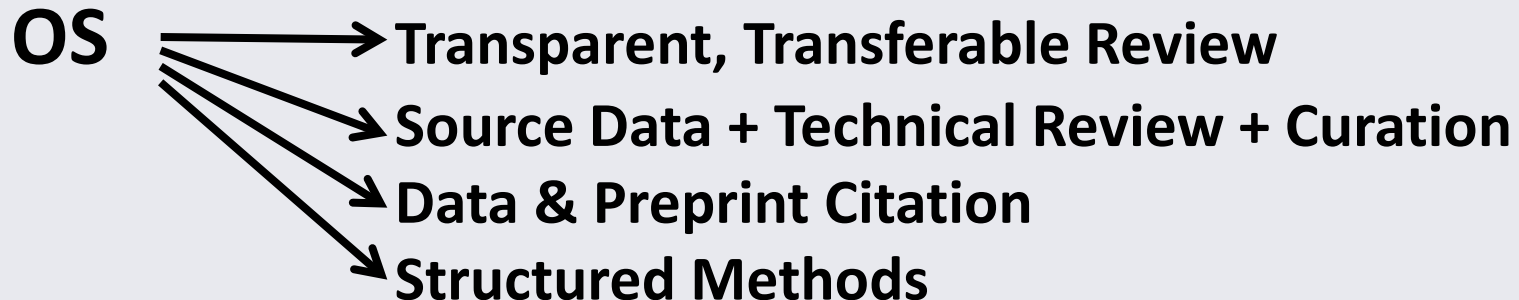 OS
Transparent, Transferable Review
Source Data + Technical Review + Curation
Data & Preprint Citation
Structured Methods